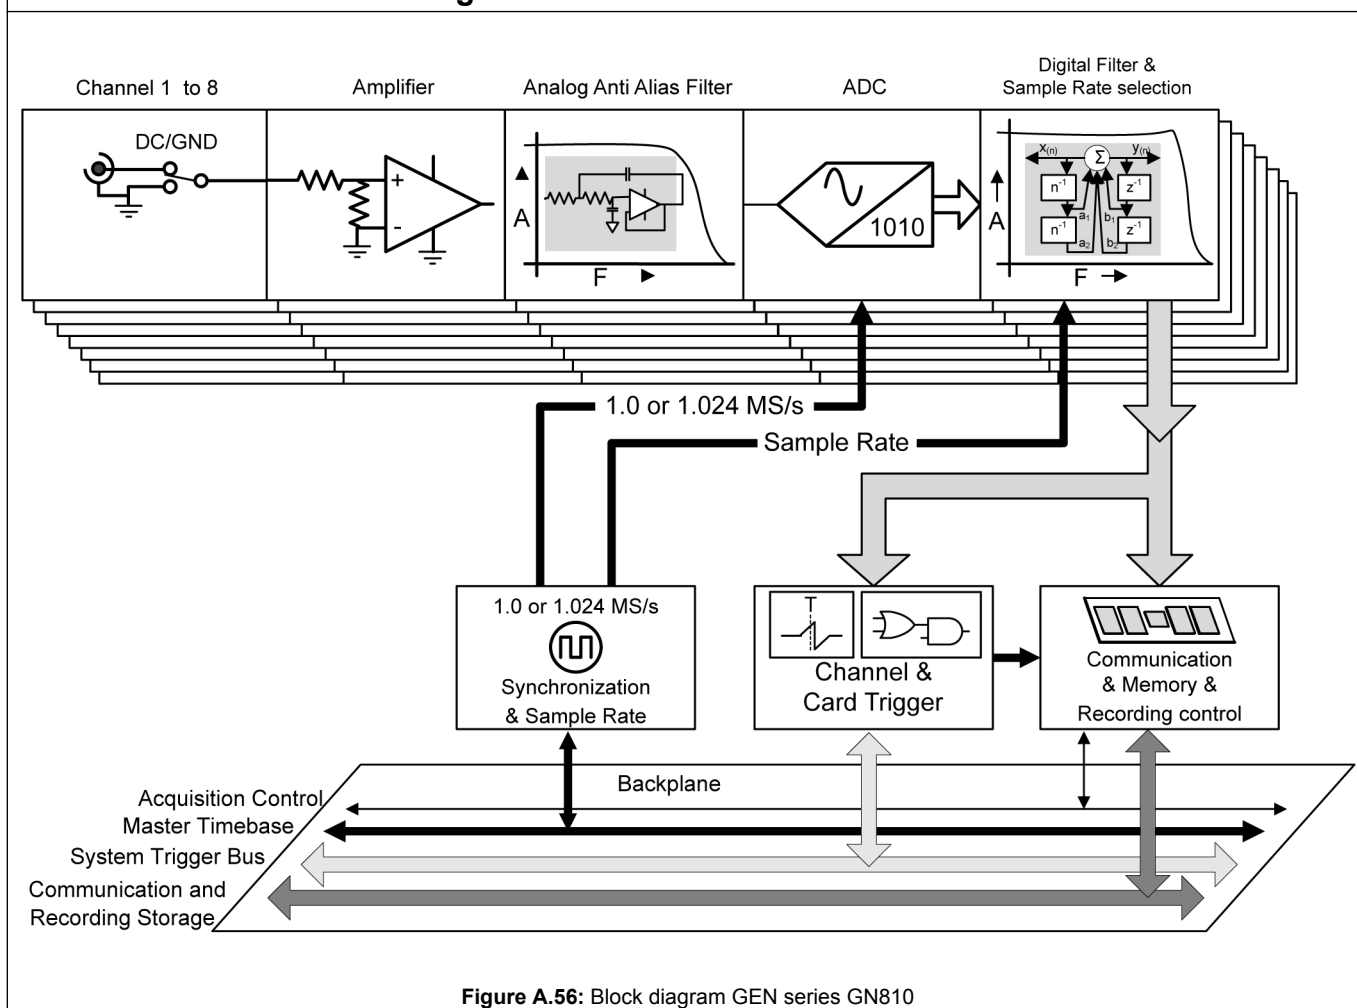 Channel 1 to 8
Amplifier
Analog Anti Alias Filter
ADC
Digital Filter &
Sample Rate selection
DC/GND
+
-
A
F
1010
A
x(n)
Σ
y(n)
n-1
z-1
a1
b1
n-1
z-1
a2
b2
F
1.0 or 1.024 MS/s
Sample Rate
1.0 or 1.024 MS/s
Synchronization
& Sample Rate
T
Channel &
Card Trigger
Communication
& Memory &
Recording control
Backplane
Acquisition Control
Master Timebase
System Trigger Bus
Communication and
Recording Storage
Figure A.56: Block diagram GEN series GN810